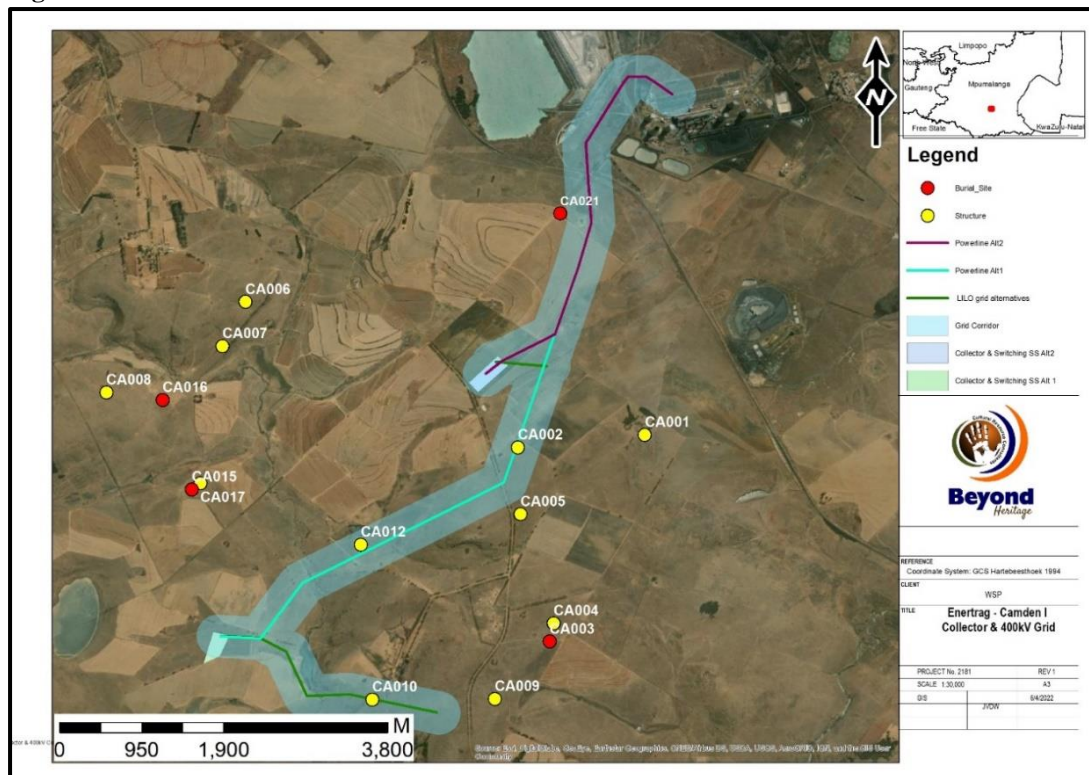 N
CA021
CA006
CA007
CA008
CA016
CA002
CA001
CA015
CA017
CA005
CA012
CA004
CA003
CA010
CA009
M
0 950 1,900 3,800
Limpopo
North West
Gauteng
Mpumalanga
Free State
KwaZulu-Natal
Legend
Burial_Site
Structure
Powerline Alt2
Powerline Alt1
LILO grid alternatives
Grid Corridor
Collector & Switching SS Alt2
Collector & Switching SS Alt 1
Beyond
Heritage
REFERENCE
Coordinate System: GCS Hartebeesthoek 1994
CLIENT
WSP
TITLE
Enertrag - Camden I
Collector & 400kV Grid
PROJECT No. 2181 REV 1
SCALE 1:30,000 A3
GIS
JVDW